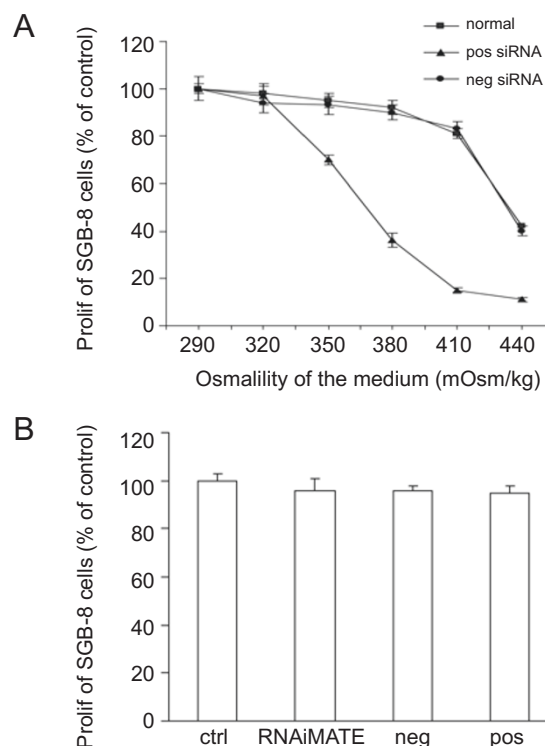 A
normal
pos siRNA
neg siRNA
Prolif of SGB-8 cells (% of control)
120
100
80
60
40
20
0
290 320 350 380 410 440
Osmalility of the medium (mOsm/kg)
B
Prolif of SGB-8 cells (% of control)
120
100
80
60
40
20
0
ctrl RNAiMATE neg pos